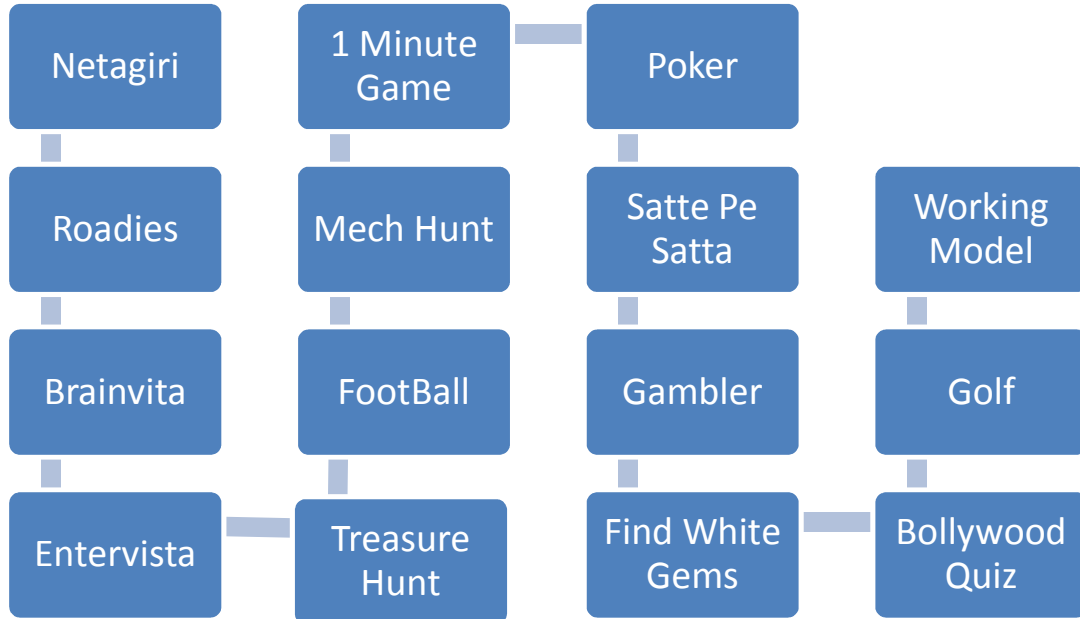 Netagiri
Roadies
Brainvita
Entervista
Treasure
Hunt
FootBall
Mech Hunt
1 Minute
Game
Poker
Satte Pe
Satta
Gambler
Find White
Gems
Bollywood
Quiz
Golf
Working
Model